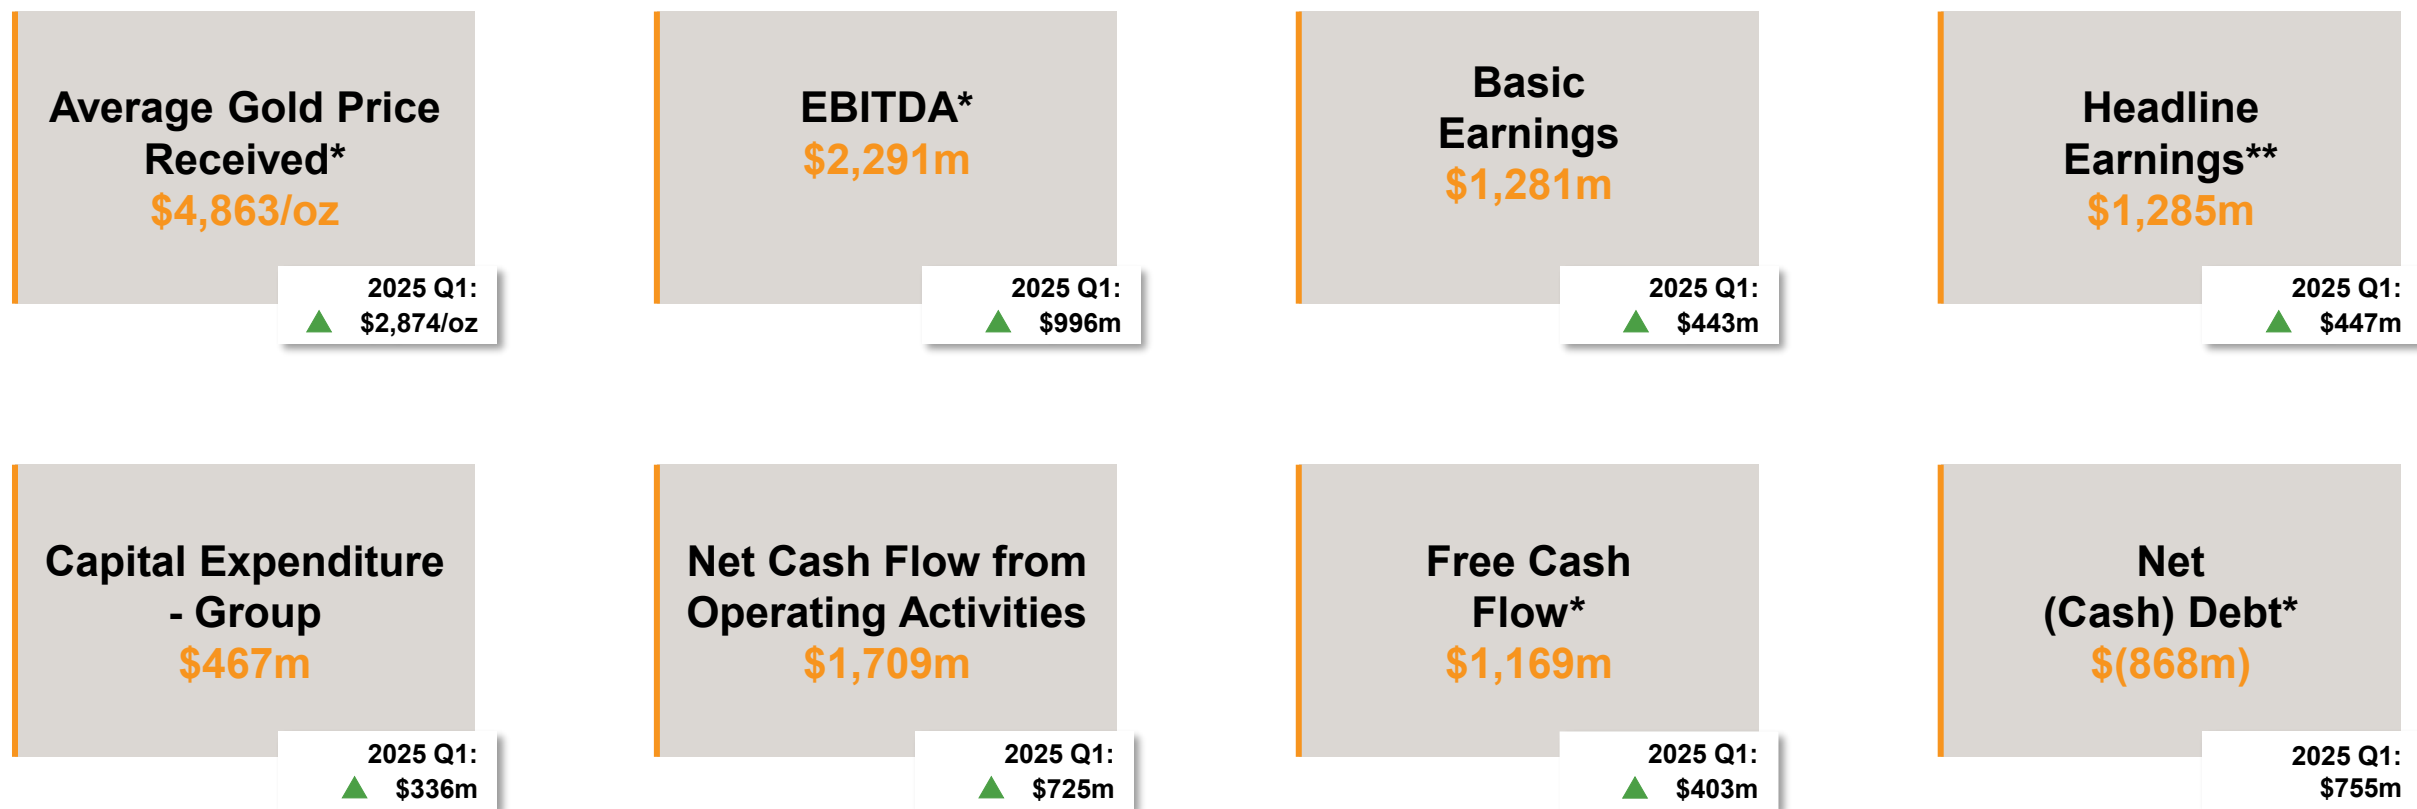 Average Gold Price
Received*
$4,863/oz
2025 Q1:
$2,874/oz
EBITDA*
$2,291m
2025 Q1:
$996m
Basic
Earnings
$1,281m
2025 Q1:
$443m
Headline
Earnings**
$1,285m
2025 Q1:
$447m
Capital Expenditure
- Group
$467m
2025 Q1:
$336m
Net Cash Flow from
Operating Activities
$1,709m
2025 Q1:
$725m
Free Cash
Flow*
$1,169m
2025 Q1:
$403m
Net
(Cash) Debt*
$(868m)
2025 Q1:
$755m